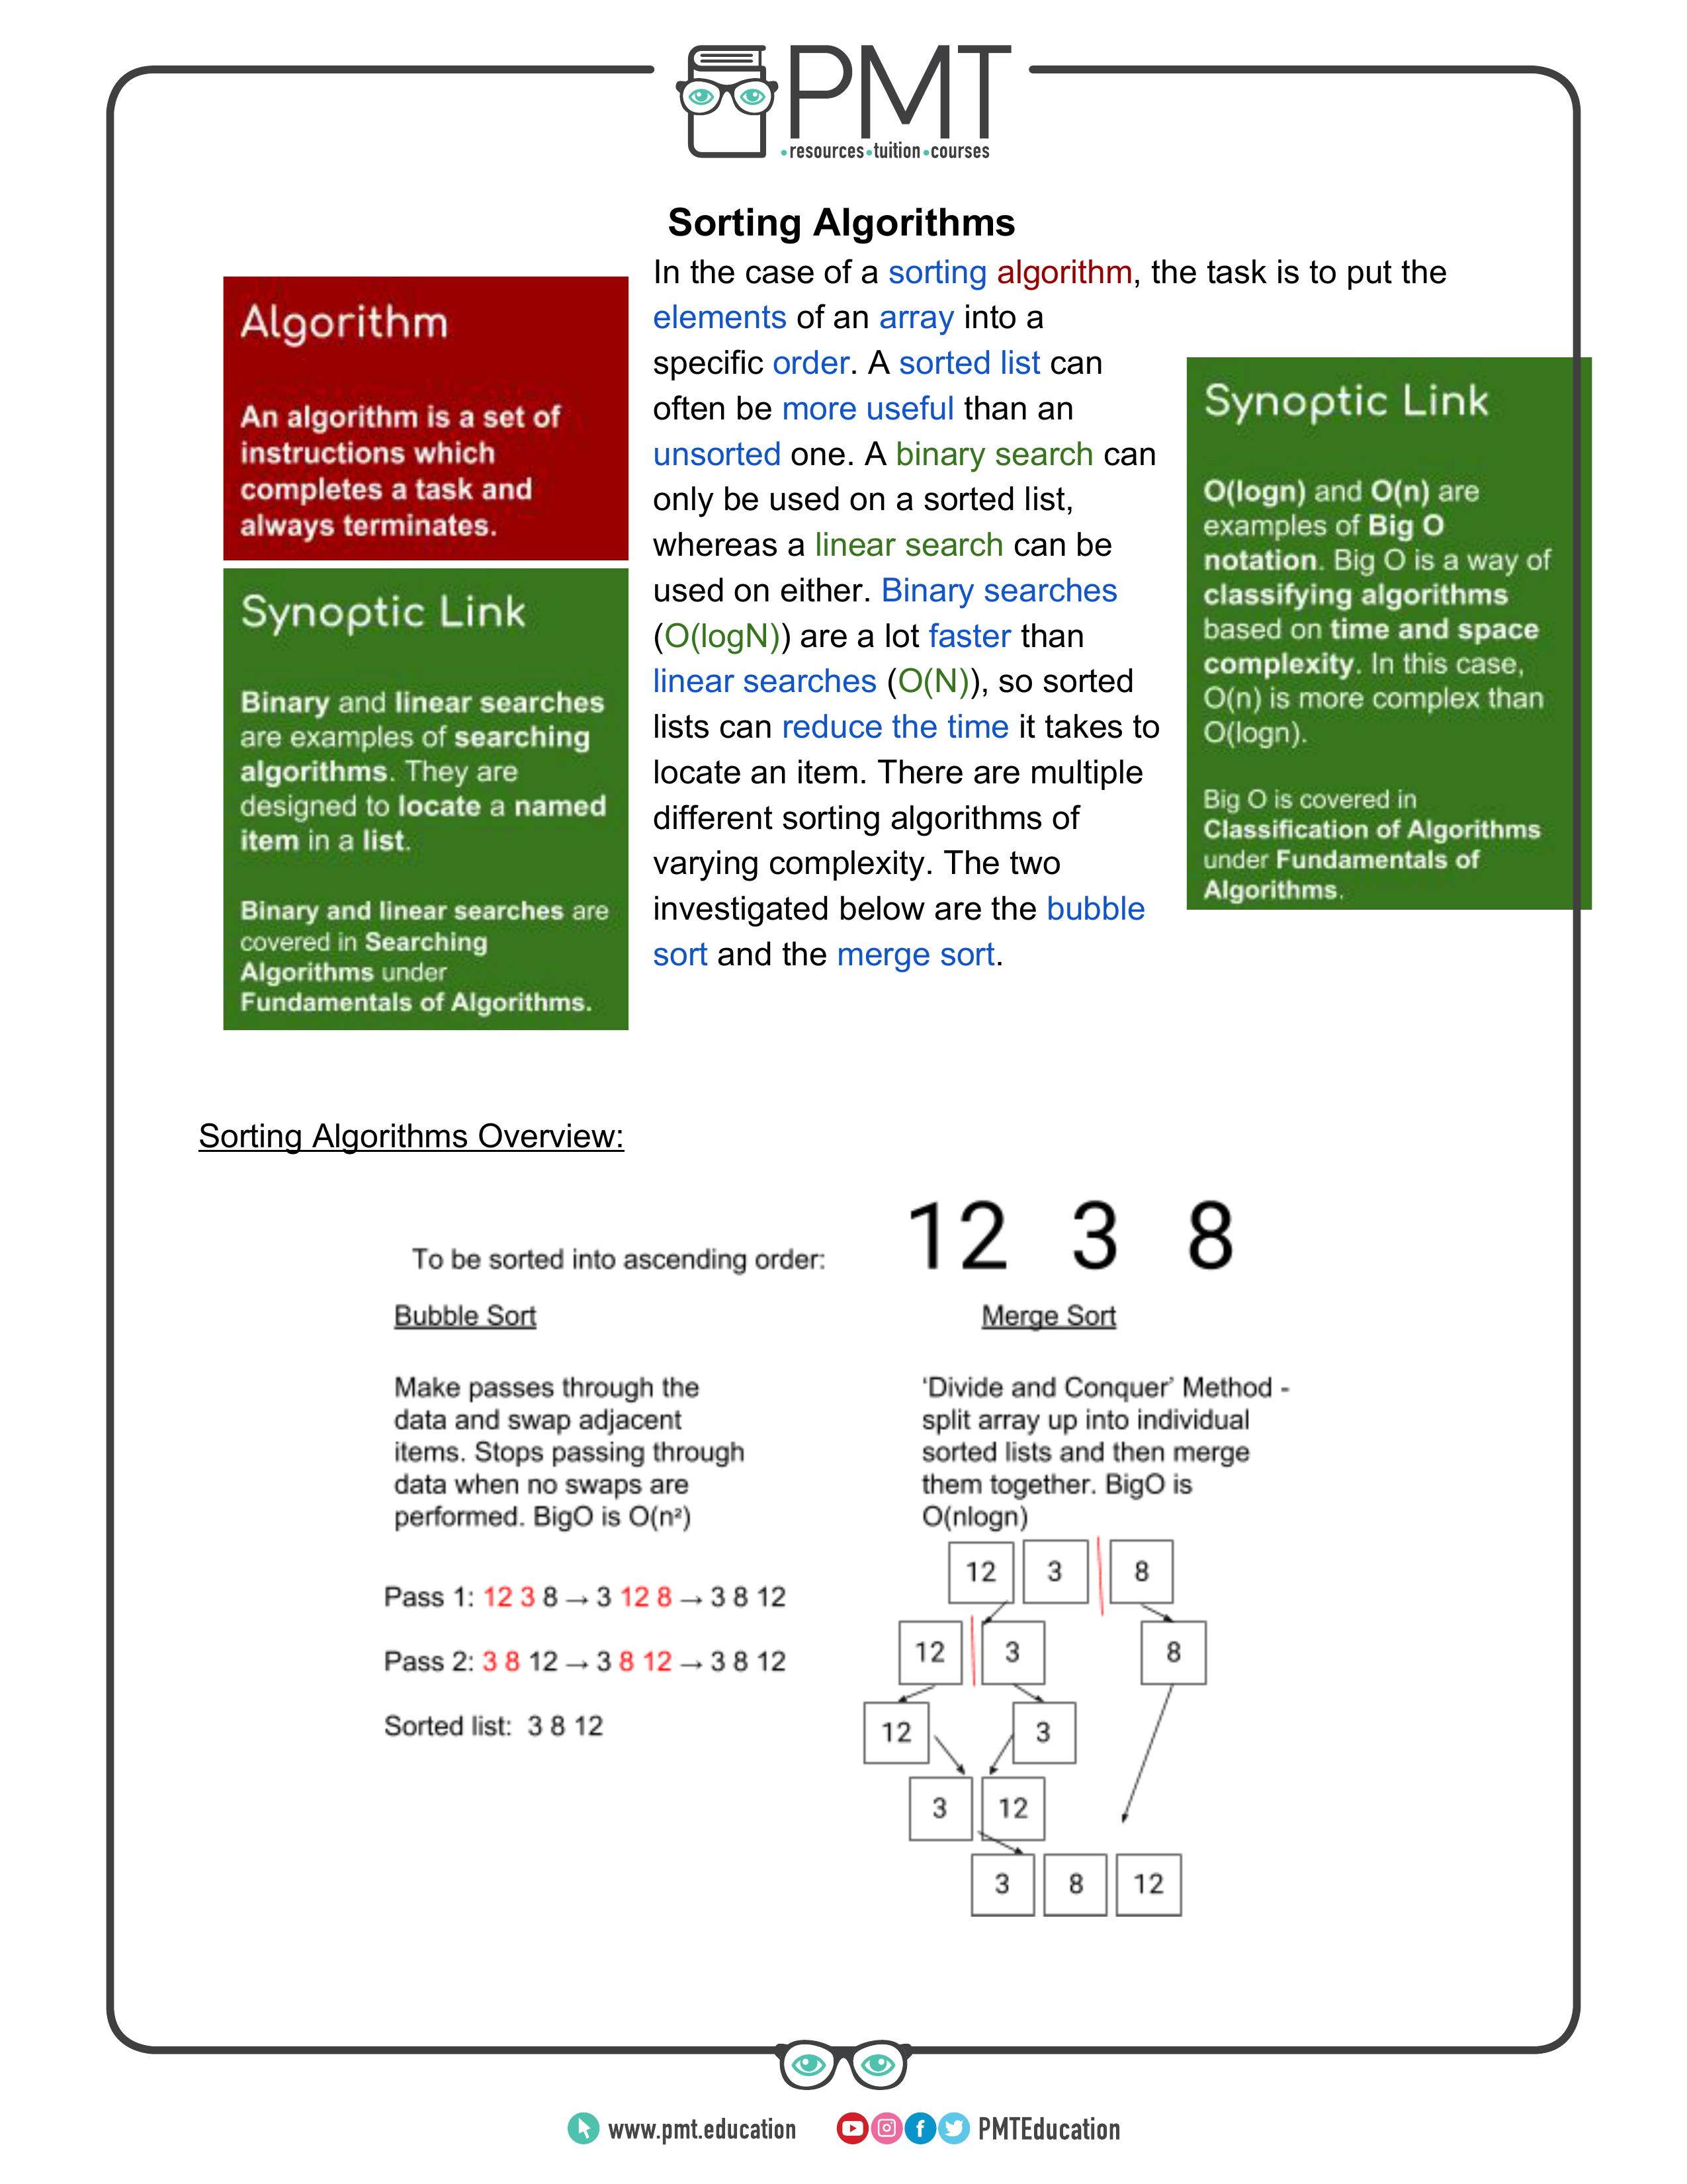 PMT
•resources•tuition•courses
Sorting Algorithms
Algorithm
An algorithm is a set of
instructions which
completes a task and
always terminates.
Synoptic Link
Binary and linear searches
are examples of searching
algorithms. They are
designed to locate a named
item in a list.
Binary and linear searches are
covered in Searching
Algorithms under
Fundamentals of Algorithms.
In the case of a sorting algorithm, the task is to put the
elements of an array into a
specific order. A sorted list can
often be more useful than an
unsorted one. A binary search can
only be used on a sorted list,
whereas a linear search can be
used on either. Binary searches
(O(logN)) are a lot faster than
linear searches (O(N)), so sorted
lists can reduce the time it takes to
locate an item. There are multiple
different sorting algorithms of
varying complexity. The two
investigated below are the bubble
sort and the merge sort.
Synoptic Link
O(logn) and O(n) are
examples of Big O
notation. Big O is a way of
classifying algorithms
based on time and space
complexity. In this case,
O(n) is more complex than
O(logn).
Big O is covered in
Classification of Algorithms
under Fundamentals of
Algorithms.
Sorting Algorithms Overview:
To be sorted into ascending order: 12 3 8
Bubble Sort
Make passes through the
data and swap adjacent
items. Stops passing through
data when no swaps are
performed. BigO is O(n²)
Pass 1: 12 3 8 → 3 12 8 → 3 8 12
Pass 2: 3 8 12 → 3 8 12 → 3 8 12
Sorted list: 3 8 12
Merge Sort
‘Divide and Conquer’ Method -
split array up into individual
sorted lists and then merge
them together. BigO is
O(nlogn)
12 3 8
12 3 8
12 3
3 12
3 8 12
www.pmt.education
PMTEducation